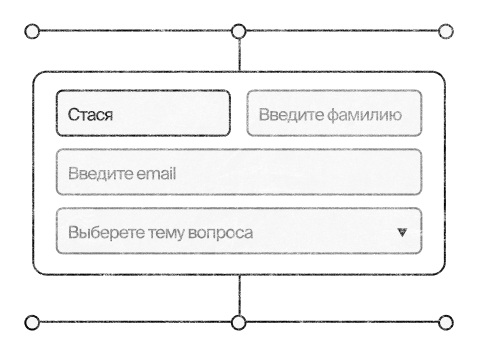 Стася
Введите фамилию
Введите email
Выберете тему вопроса